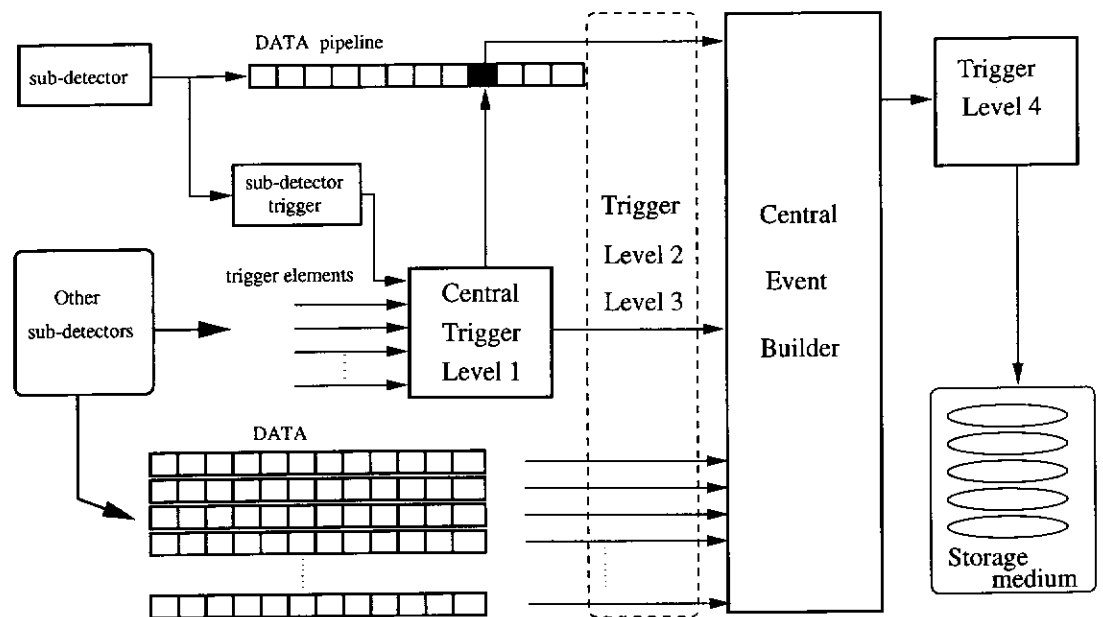 DATA pipeline
sub-detector
Trigger
Level 4
sub-detector
trigger
Trigger
Level 2
Level 3
Central
Event
Builder
Other
sub-detectors
trigger elements
Central
Trigger
Level 1
DATA
Storage
medium